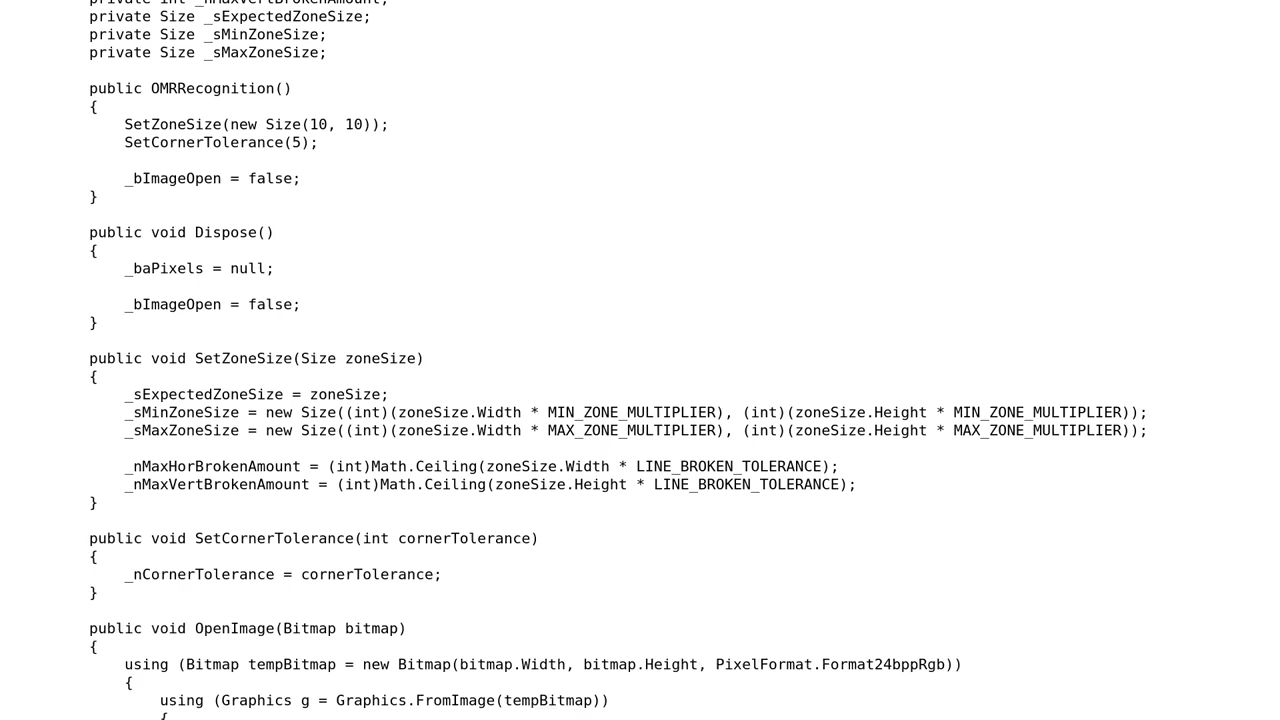 private int _nMaxVertBrokenAmount;
private Size _sExpectedZoneSize;
private Size _sMinZoneSize;
private Size _sMaxZoneSize;
public OMRRecognition()
{
SetZoneSize(new Size(10, 10));
SetCornerTolerance(5);
_bImageOpen = false;
}
public void Dispose()
{
_baPixels = null;
_bImageOpen = false;
}
public void SetZoneSize(Size zoneSize)
{
_sExpectedZoneSize = zoneSize;
_sMinZoneSize = new Size((int)(zoneSize.Width * MIN_ZONE_MULTIPLIER), (int)(zoneSize.Height * MIN_ZONE_MULTIPLIER));
_sMaxZoneSize = new Size((int)(zoneSize.Width * MAX_ZONE_MULTIPLIER), (int)(zoneSize.Height * MAX_ZONE_MULTIPLIER));
_nMaxHorBrokenAmount = (int)Math.Ceiling(zoneSize.Width * LINE_BROKEN_TOLERANCE);
_nMaxVertBrokenAmount = (int)Math.Ceiling(zoneSize.Height * LINE_BROKEN_TOLERANCE);
}
public void SetCornerTolerance(int cornerTolerance)
{
_nCornerTolerance = cornerTolerance;
}
public void OpenImage(Bitmap bitmap)
{
using (Bitmap tempBitmap = new Bitmap(bitmap.Width, bitmap.Height, PixelFormat.Format24bppRgb))
{
using (Graphics g = Graphics.FromImage(tempBitmap))
{